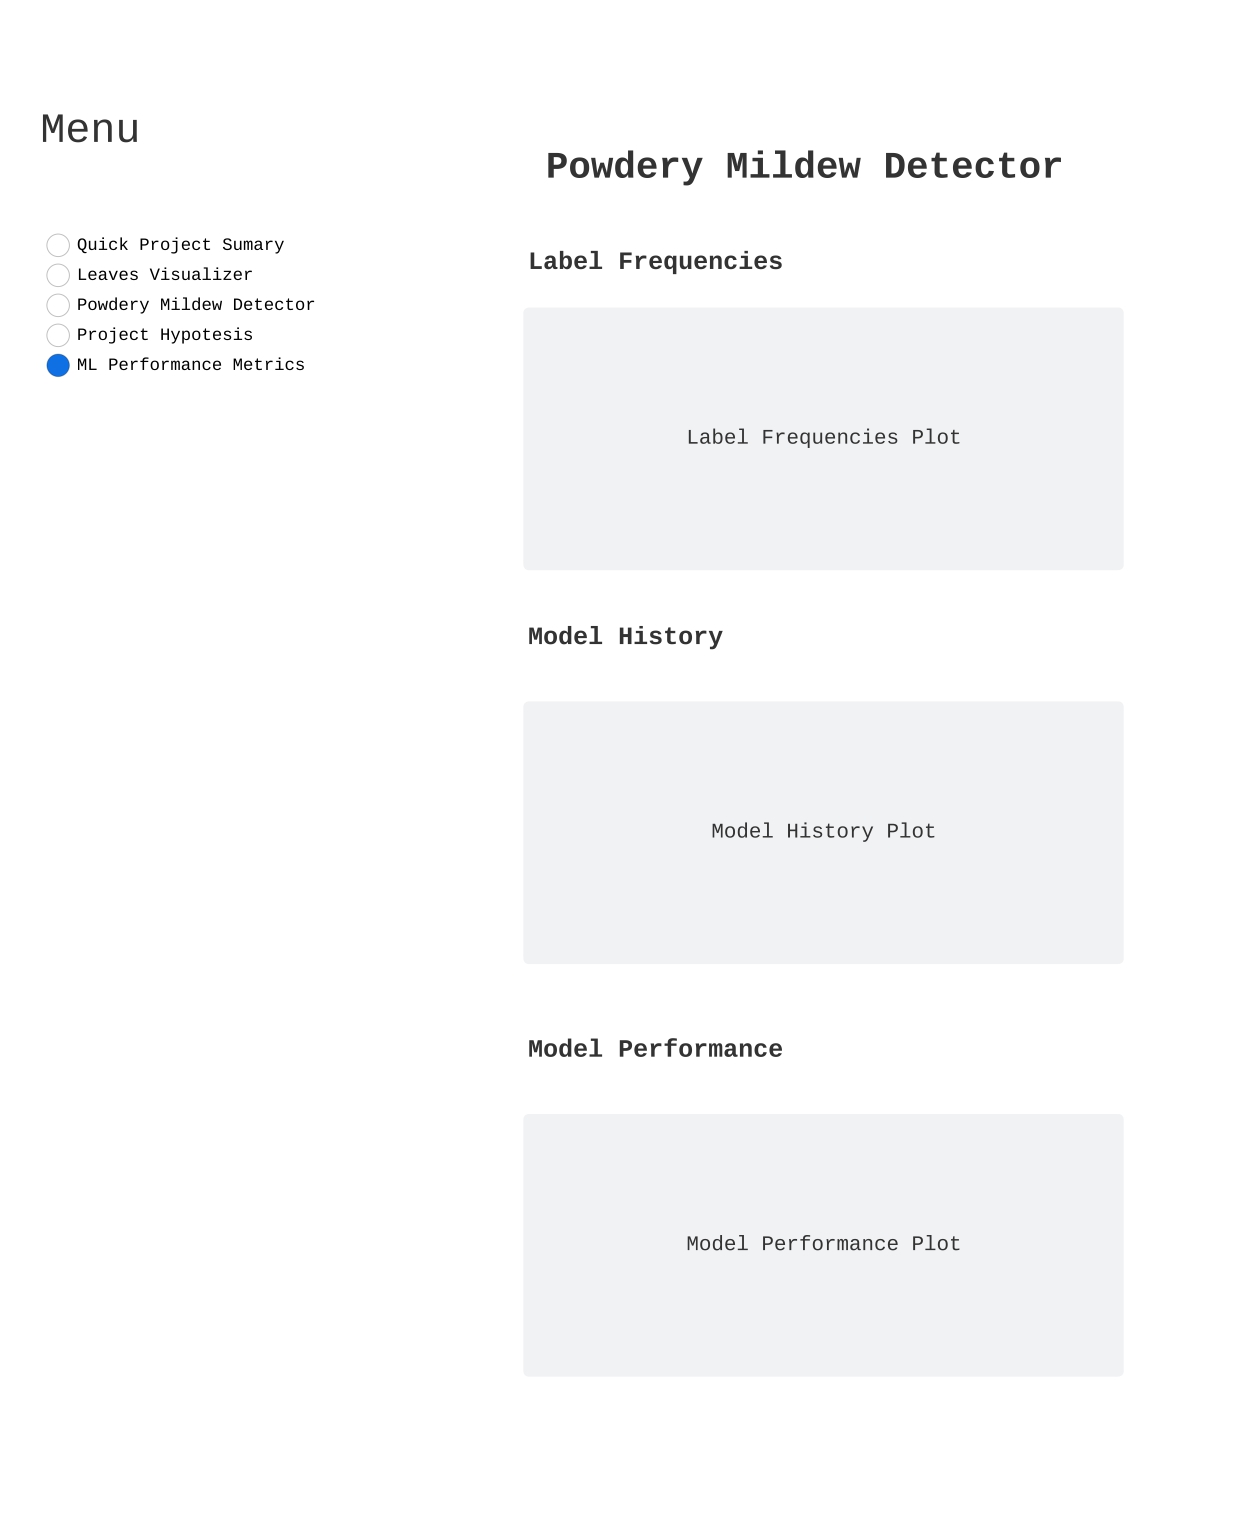 Menu
Quick Project Sumary
Leaves Visualizer
Powdery Mildew Detector
Project Hypotesis
ML Performance Metrics
Powdery Mildew Detector
Label Frequencies
Label Frequencies Plot
Model History
Model History Plot
Model Performance
Model Performance Plot